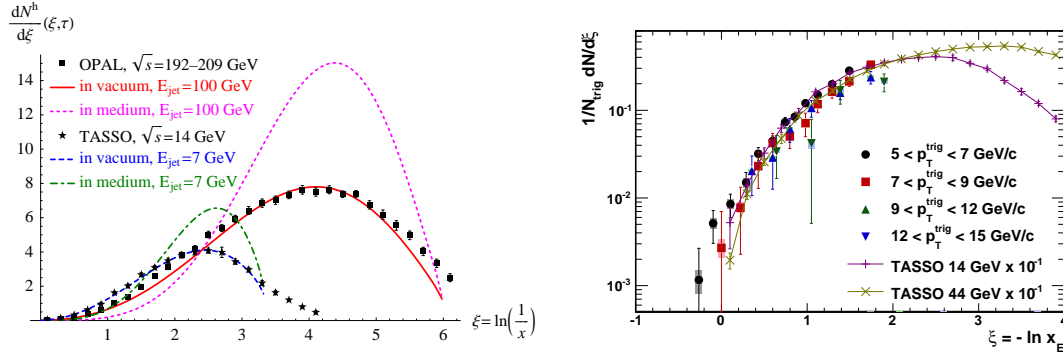 dN^h/dξ (ξ,τ)
■ OPAL, √s=192–209 GeV
in vacuum, E_jet=100 GeV
in medium, E_jet=100 GeV
★ TASSO, √s=14 GeV
in vacuum, E_jet=7 GeV
in medium, E_jet=7 GeV
14
12
10
8
6
4
2
0
1
2
3
4
5
6
ξ=ln(1/x)
1/N_trig dN/dξ
10^-1
10^-2
10^-3
5 < p_T^trig < 7 GeV/c
7 < p_T^trig < 9 GeV/c
9 < p_T^trig < 12 GeV/c
12 < p_T^trig < 15 GeV/c
TASSO 14 GeV x 10^-1
TASSO 44 GeV x 10^-1
-1
0
1
2
3
4
ξ = - ln x_E